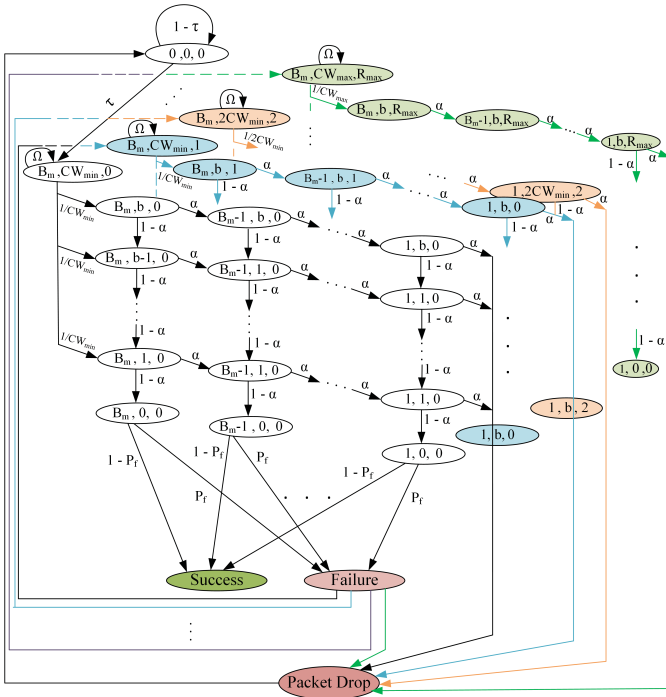 1 - τ
0 ,0, 0
Ω
B_m ,CW_max,R_max
τ
1/CW_max
B_m ,b ,R_max
α
B_m-1,b,R_max
α
1,b,R_max
α
1 - α
Ω
B_m ,2CW_min ,2
1/2CW_min
Ω
B_m ,CW_min ,1
1/CW_min
B_m ,b , 1
α
B_m-1 , b , 1
α
1 - α
1 - α
α
1 ,2CW_min ,2
α
1 - α
1, b, 0
α
1 - α
Ω
B_m ,CW_min ,0
1/CW_min
B_m ,b , 0
α
B_m-1 , b, 0
α
α
1, b, 0
α
1 - α
1 - α
1 - α
1/CW_min
B_m , b-1, 0
α
B_m-1, 1, 0
α
α
1, 1, 0
α
1 - α
1 - α
1 - α
1 - α
1 - α
1 - α
1/CW_min
B_m , 1, 0
α
B_m-1, 1, 0
α
α
1, 1, 0
α
1 - α
1 - α
1 - α
1 - α
1, 0 ,0
1 , b, 2
1, b, 0
B_m, 0, 0
B_m-1 , 0, 0
1, 0, 0
1 - P_f
P_f
1 - P_f
P_f
1 - P_f
P_f
Success
Failure
Packet Drop